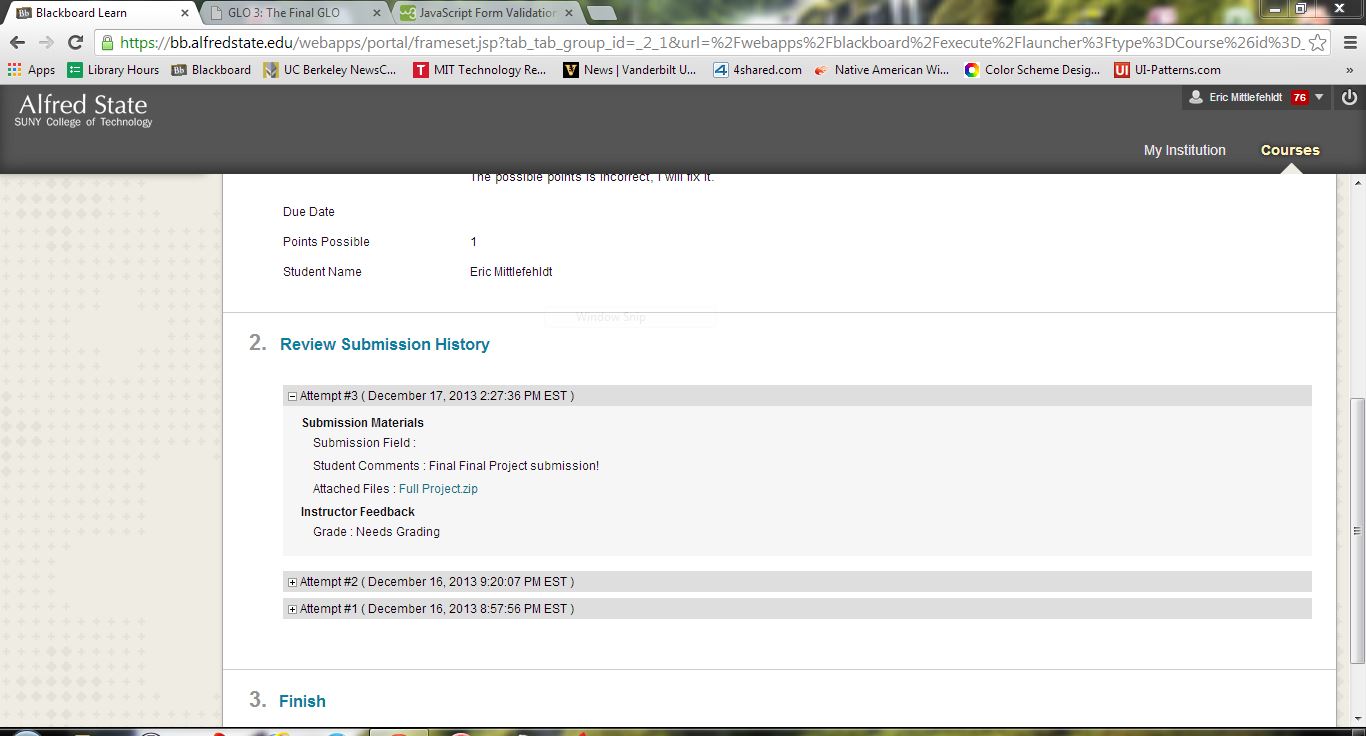 Blackboard Learn
GLO 3: The Final GLO
JavaScript Form Validation
https://bb.alfredstate.edu/webapps/portal/frameset.jsp?tab_tab_group_id=_2_1&url=%2Fwebapps%2Fblackboard%2Fexecute%2Flauncher%3Ftype%3DCourse%26id%3D_
Apps
Library Hours
Bb Blackboard
UC Berkeley NewsC...
T MIT Technology Re...
V News | Vanderbilt U...
4 4shared.com
Native American Wi...
Color Scheme Desig...
UI UI-Patterns.com
»
Alfred State
SUNY College of Technology
Eric Mittlefehldt 76
My Institution
Courses
The possible points is incorrect, I will fix it.
Due Date
Points Possible 1
Student Name Eric Mittlefehldt
Window Snip
2. Review Submission History
Attempt #3 ( December 17, 2013 2:27:36 PM EST )
Submission Materials
Submission Field :
Student Comments : Final Final Project submission!
Attached Files : Full Project.zip
Instructor Feedback
Grade : Needs Grading
Attempt #2 ( December 16, 2013 9:20:07 PM EST )
Attempt #1 ( December 16, 2013 8:57:56 PM EST )
3. Finish